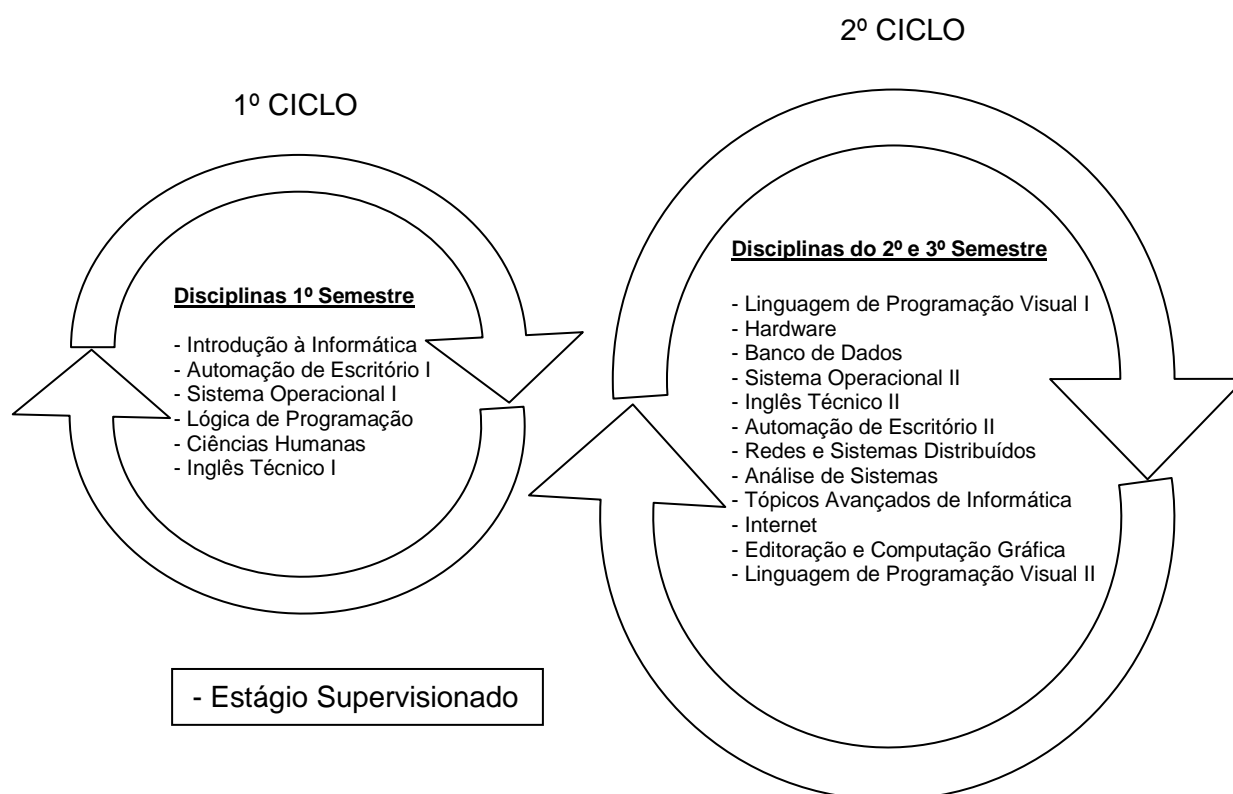 1º CICLO
Disciplinas 1º Semestre
- Introdução à Informática
- Automação de Escritório I
- Sistema Operacional I
- Lógica de Programação
- Ciências Humanas
- Inglês Técnico I
- Estágio Supervisionado
2º CICLO
Disciplinas do 2º e 3º Semestre
- Linguagem de Programação Visual I
- Hardware
- Banco de Dados
- Sistema Operacional II
- Inglês Técnico II
- Automação de Escritório II
- Redes e Sistemas Distribuídos
- Análise de Sistemas
- Tópicos Avançados de Informática
- Internet
- Editoração e Computação Gráfica
- Linguagem de Programação Visual II